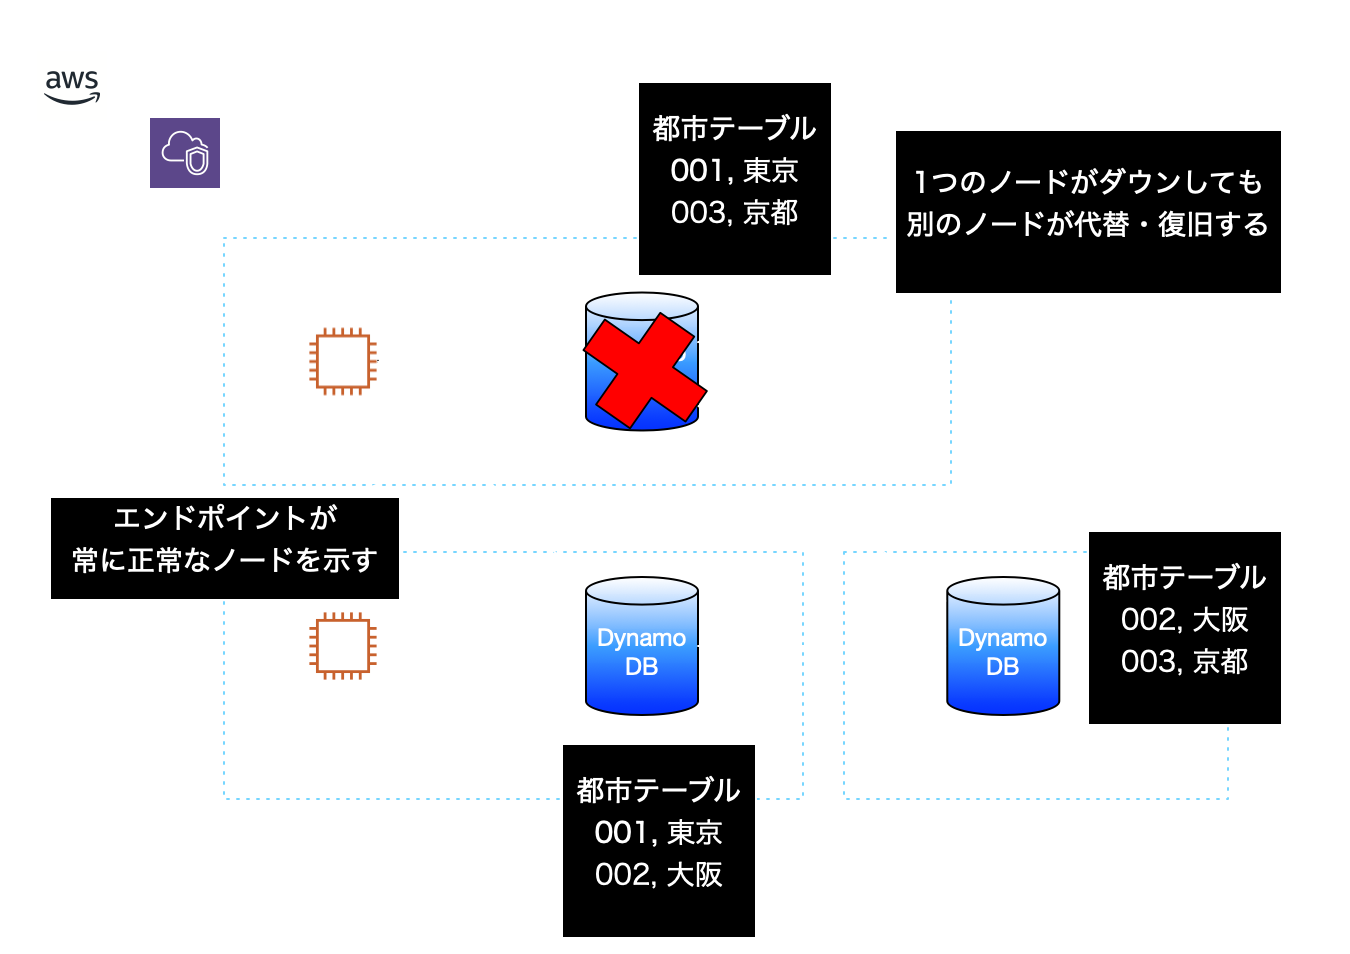 aws
都市テーブル
001, 東京
003, 京都
1つのノードがダウンしても
別のノードが代替・復旧する
エンドポイントが
常に正常なノードを示す
Dynamo
DB
都市テーブル
001, 東京
002, 大阪
Dynamo
DB
都市テーブル
002, 大阪
003, 京都